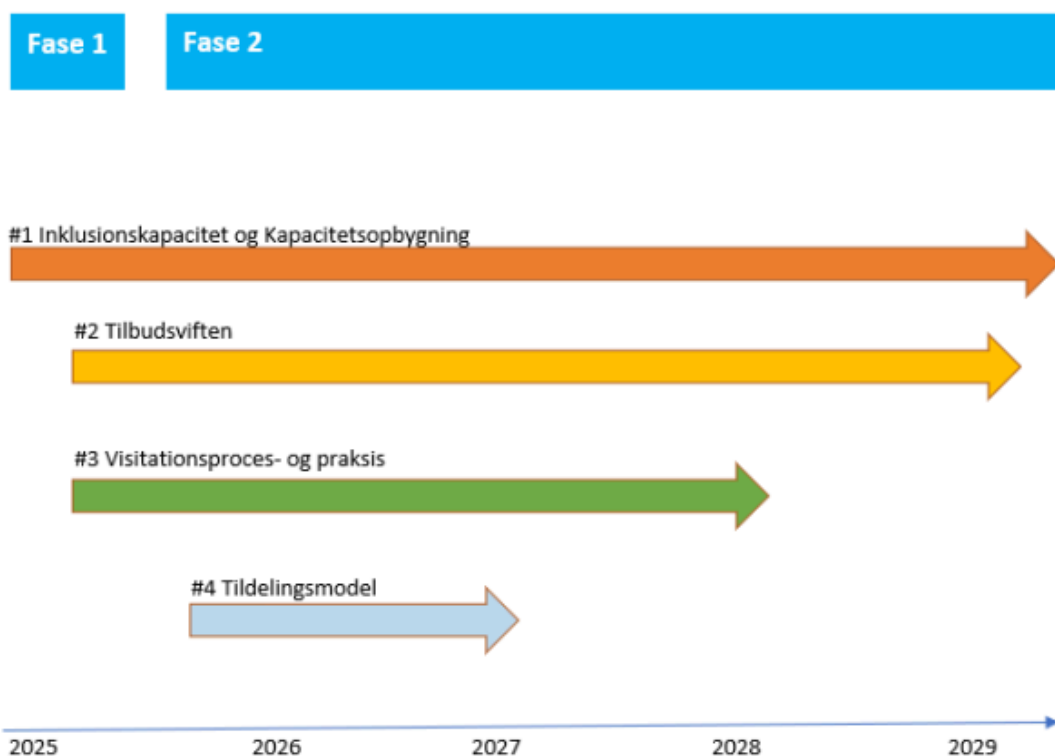 Fase 1
Fase 2
#1 Inklusionskapacitet og Kapacitetsopbygning
#2 Tilbudsviften
#3 Visitationsproces- og praksis
#4 Tildelingsmodel
2025 2026 2027 2028 2029